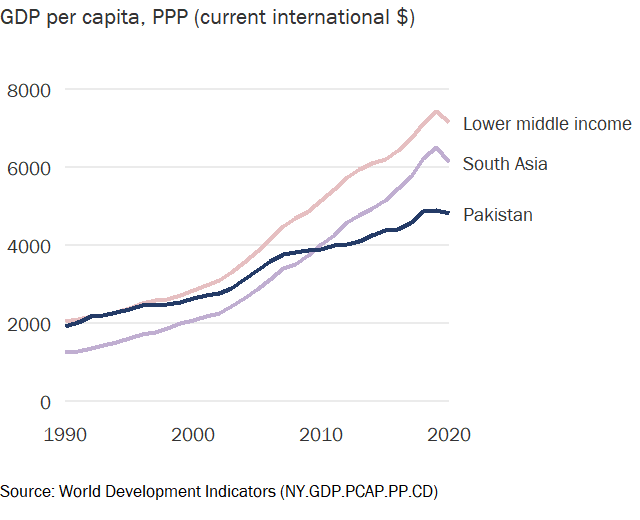 GDP per capita, PPP (current international $)
8000
Lower middle income
6000
South Asia
Pakistan
4000
2000
0
1990 2000 2010 2020
Source: World Development Indicators (NY.GDP.PCAP.PP.CD)